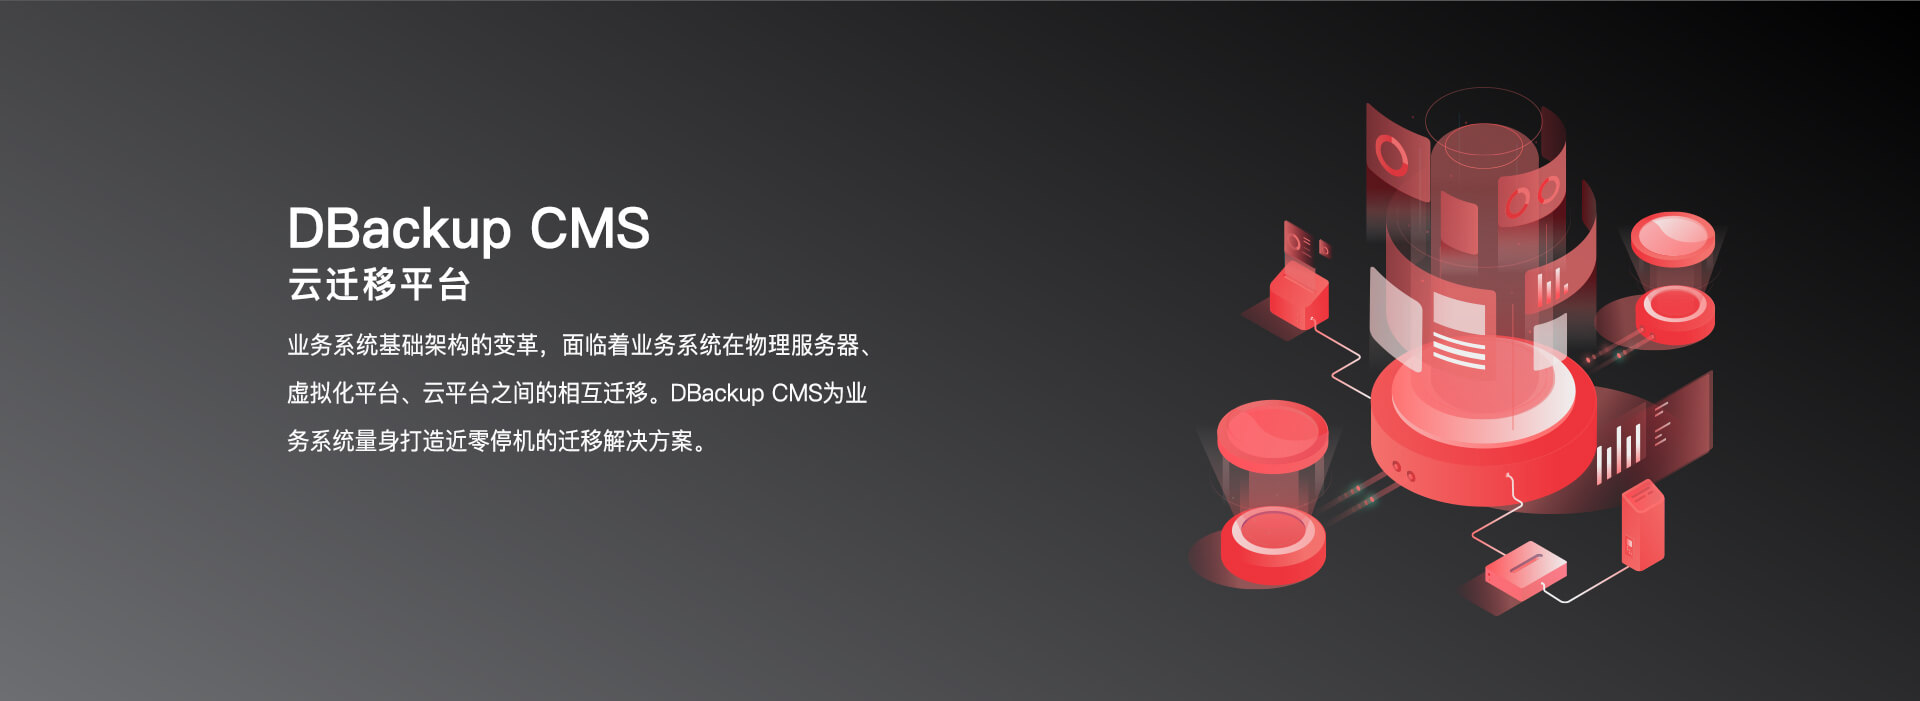 DBackup CMS
云迁移平台
业务系统基础架构的变革，面临着业务系统在物理服务器、
虚拟化平台、云平台之间的相互迁移。DBackup CMS为业
务系统量身打造近零停机的迁移解决方案。